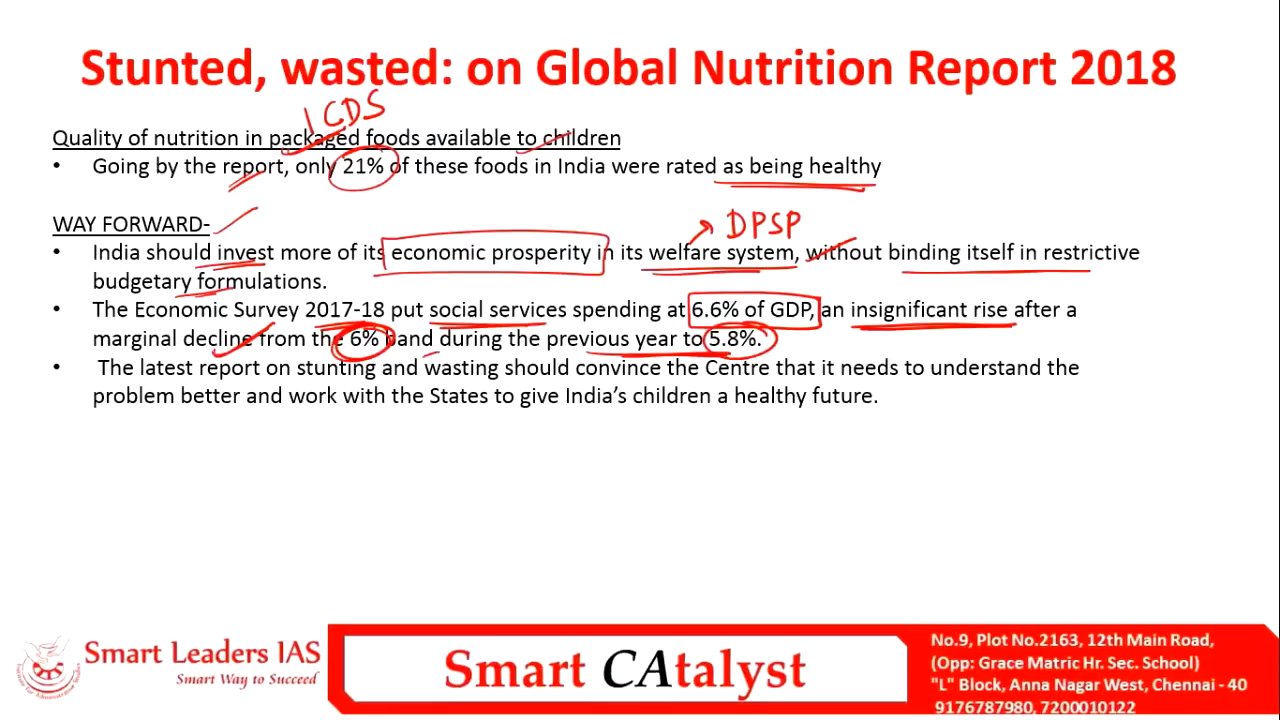 Stunted, wasted: on Global Nutrition Report 2018
ICDS
Quality of nutrition in packaged foods available to children
• Going by the report, only 21% of these foods in India were rated as being healthy
WAY FORWARD-
DPSP
• India should invest more of its economic prosperity in its welfare system, without binding itself in restrictive
budgetary formulations.
• The Economic Survey 2017-18 put social services spending at 6.6% of GDP, an insignificant rise after a
marginal decline from the 6% band during the previous year to 5.8%.
• The latest report on stunting and wasting should convince the Centre that it needs to understand the
problem better and work with the States to give India’s children a healthy future.
Smart Leaders IAS
Smart Way to Succeed
Smart CAtalyst
No.9, Plot No.2163, 12th Main Road,
(Opp: Grace Matric Hr. Sec. School)
"L" Block, Anna Nagar West, Chennai - 40
9176787980, 7200010122